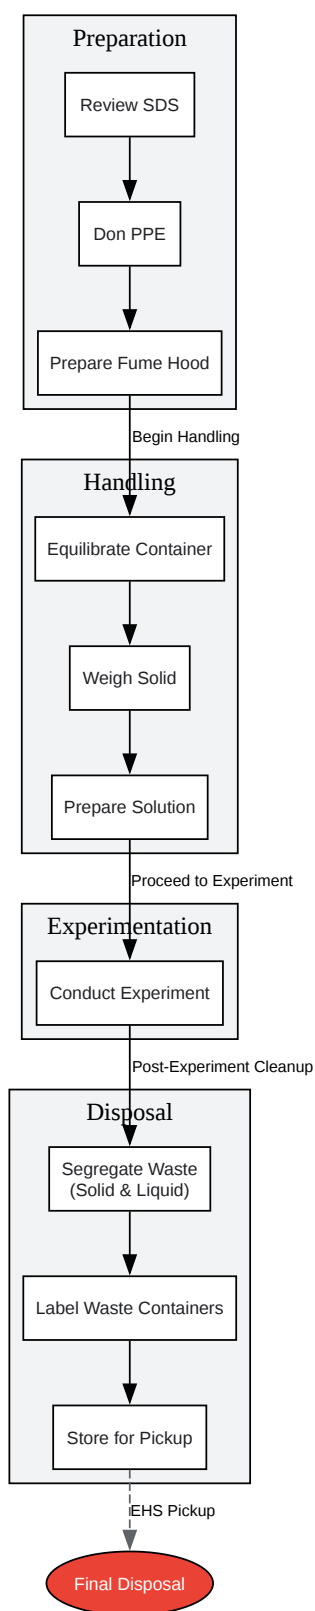 Preparation
Review SDS
Don PPE
Prepare Fume Hood
Begin Handling
Handling
Equilibrate Container
Weigh Solid
Prepare Solution
Proceed to Experiment
Experimentation
Conduct Experiment
Post-Experiment Cleanup
Disposal
Segregate Waste
(Solid & Liquid)
Label Waste Containers
Store for Pickup
EHS Pickup
Final Disposal